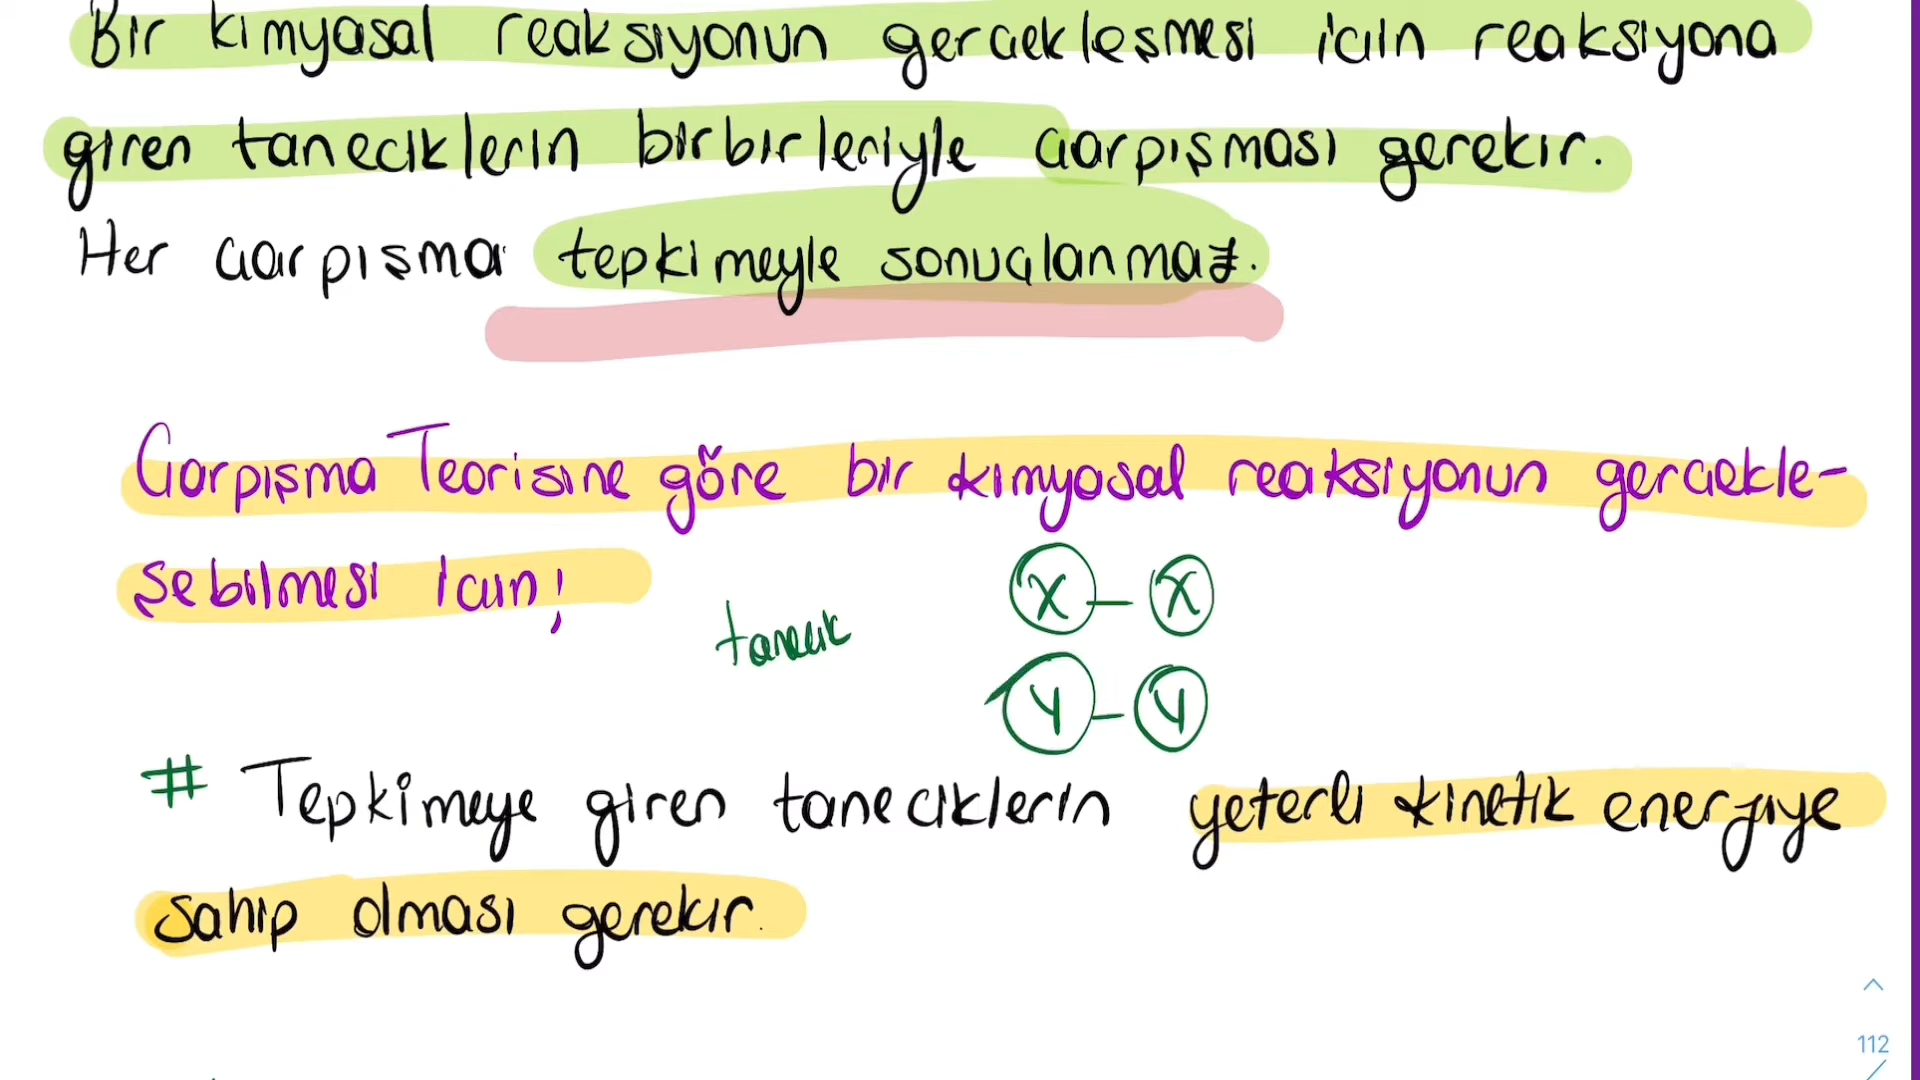 Bir kimyasal reaksiyonun gerçekleşmesi için reaksiyona
giren taneciklerin birbirleriyle çarpışması gerekir.
Her çarpışma tepkimeyle sonuçlanmaz.
Çarpışma Teorisine göre bir kimyasal reaksiyonun gerçekle-
şebilmesi için;
X - X
tanecik
Y - Y
# Tepkimeye giren taneciklerin yeterli kinetik enerjiye
sahip olması gerekir.
112